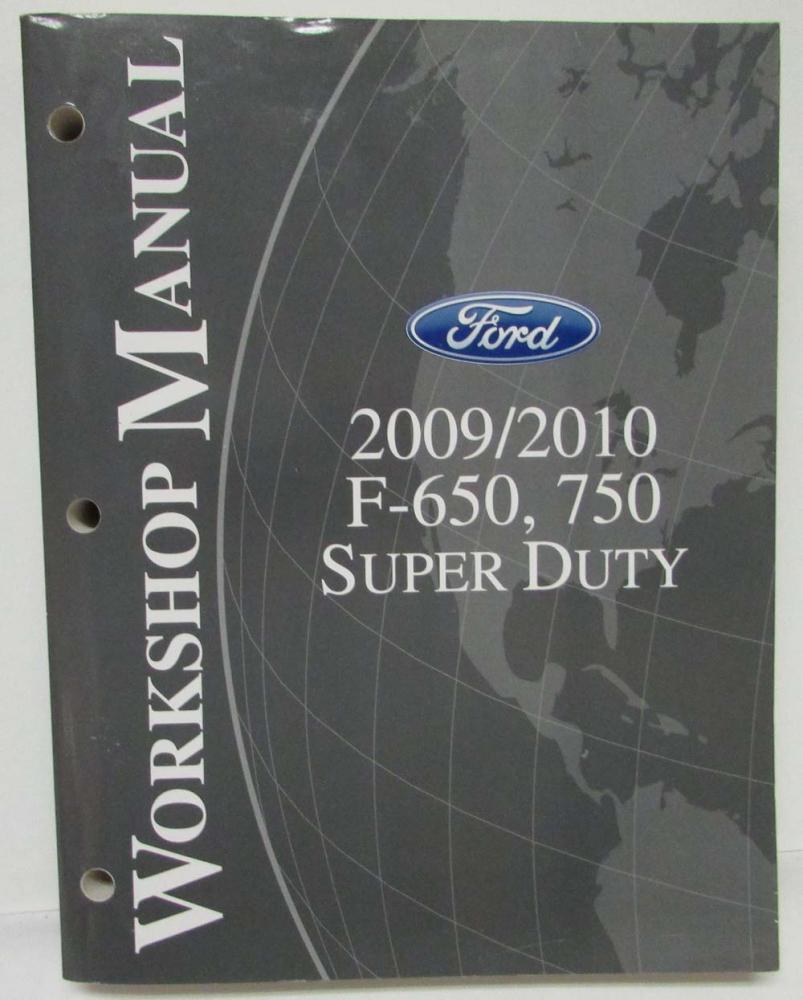 WORKSHOP MANUAL
Ford
2009/2010
F-650, 750
SUPER DUTY